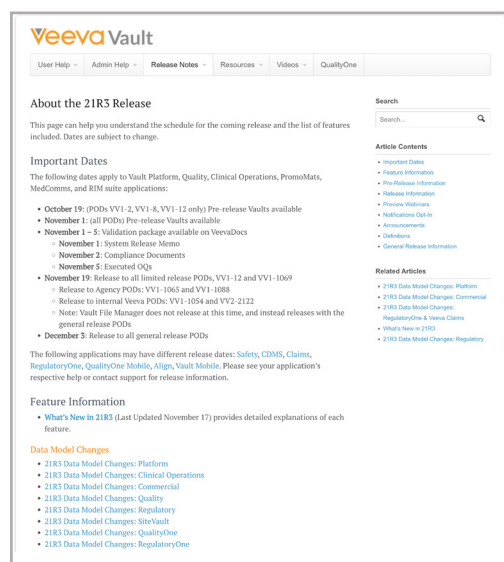 Veeva Vault
User Help
Admin Help
Release Notes
Resources
Videos
QualityOne
About the 21R3 Release
This page can help you understand the schedule for the coming release and the list of features
included. Dates are subject to change.
Important Dates
The following dates apply to Vault Platform, Quality, Clinical Operations, PromoMats,
MedComms, and RIM suite applications:
• October 19: (PODs VV1-2, VV1-8, VV1-12 only) Pre-release Vaults available
• November 1: (all PODs) Pre-release Vaults available
• November 1 – 5: Validation package available on VeevaDocs
○ November 1: System Release Memo
○ November 2: Compliance Documents
○ November 5: Executed OQs
• November 19: Release to all limited release PODs, VV1-12 and VV1-1069
○ Release to Agency PODs: VV1-1065 and VV1-1088
○ Release to internal Veeva PODs: VV1-1054 and VV2-2122
○ Note: Vault File Manager does not release at this time, and instead releases with the
general release PODs
• December 3: Release to all general release PODs
The following applications may have different release dates: Safety, CDMS, Claims,
RegulatoryOne, QualityOne Mobile, Align, Vault Mobile. Please see your application's
respective help or contact support for release information.
Feature Information
• What's New in 21R3 (Last Updated November 17) provides detailed explanations of each
feature.
Data Model Changes
• 21R3 Data Model Changes: Platform
• 21R3 Data Model Changes: Clinical Operations
• 21R3 Data Model Changes: Commercial
• 21R3 Data Model Changes: Quality
• 21R3 Data Model Changes: Regulatory
• 21R3 Data Model Changes: SiteVault
• 21R3 Data Model Changes: QualityOne
• 21R3 Data Model Changes: RegulatoryOne
Search
Search...
Article Contents
• Important Dates
• Feature Information
• Pre-Release Information
• Release Information
• Preview Webinars
• Notifications Opt-In
• Announcements
• Definitions
• General Release Information
Related Articles
• 21R3 Data Model Changes: Platform
• 21R3 Data Model Changes: Commercial
• 21R3 Data Model Changes:
RegulatoryOne & Veeva Claims
• What's New in 21R3
• 21R3 Data Model Changes: Regulatory